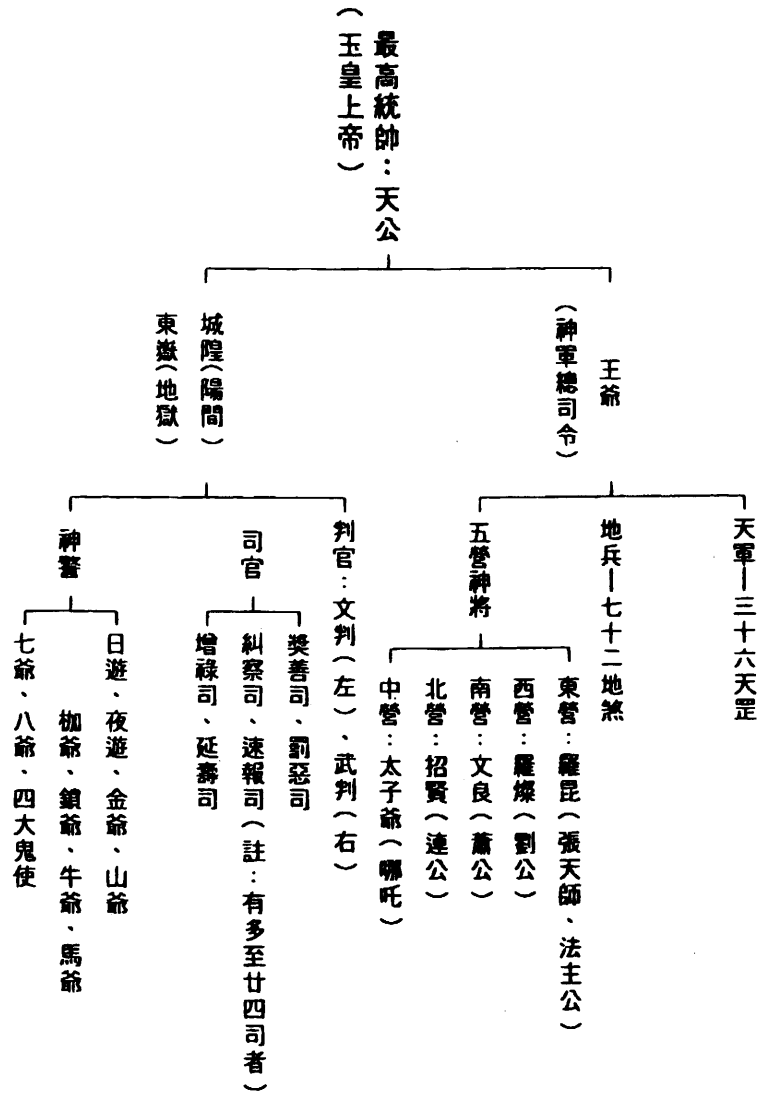 最高統帥：天公
（玉皇上帝）
王爺
（神軍總司令）
天軍—三十六天罡
地兵—七十二地煞
五營神將
東營：羅昆（張天師、法主公）
西營：羅燦（劉公）
南營：文良（蕭公）
北營：招賢（連公）
中營：太子爺（哪吒）
城隍（陽間）
東嶽（地獄）
判官：文判（左）、武判（右）
司官
獎善司、罰惡司
糾察司、速報司（註：有多至廿四司者）
增祿司、延壽司
神警
日遊、夜遊、金爺、山爺
枷爺、鎖爺、牛爺、馬爺
七爺、八爺、四大鬼使